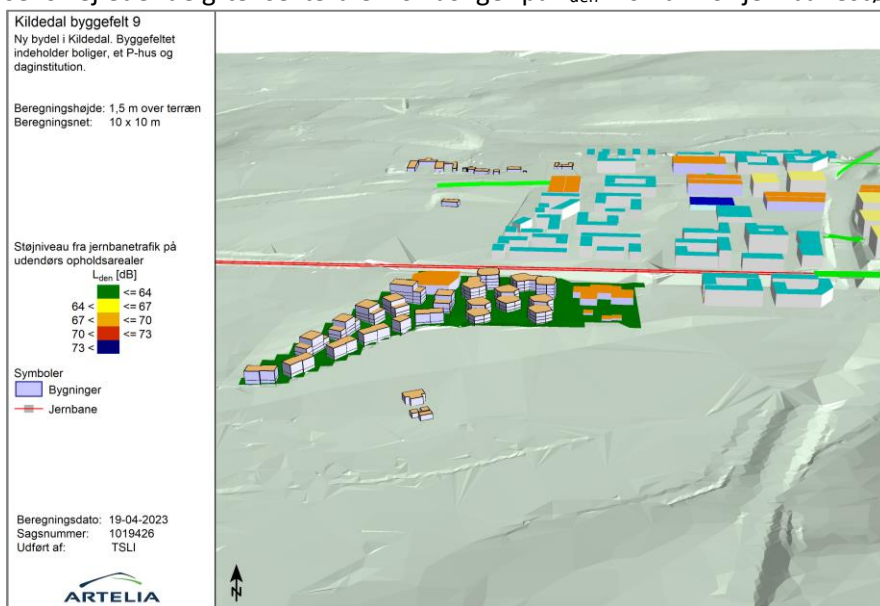 Kildedal byggefelt 9
Ny bydel i Kildedal. Byggefeltet
indeholder boliger, et P-hus og
daginstitution.
Beregningshøjde: 1,5 m over terræn
Beregningsnet: 10 x 10 m
Støjniveau fra jernbanetrafik på
udendørs opholdsarealer
Lden [dB]
<= 64
64 < <= 67
67 < <= 70
70 < <= 73
73 <
Symboler
Bygninger
Jernbane
Beregningsdato: 19-04-2023
Sagsnummer: 1019426
Udført af: TSLI
ARTELIA
N